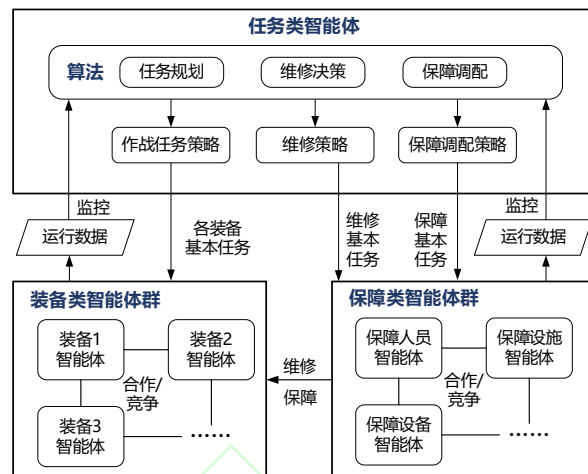 任务类智能体
算法
任务规划
维修决策
保障调配
作战任务策略
维修策略
保障调配策略
监控
运行数据
各装备
基本任务
维修
基本
任务
保障
基本
任务
监控
运行数据
装备类智能体群
装备1
智能体
装备2
智能体
合作/
竞争
装备3
智能体
······
维修
保障
保障类智能体群
保障人员
智能体
保障设施
智能体
合作/
竞争
保障设备
智能体
······